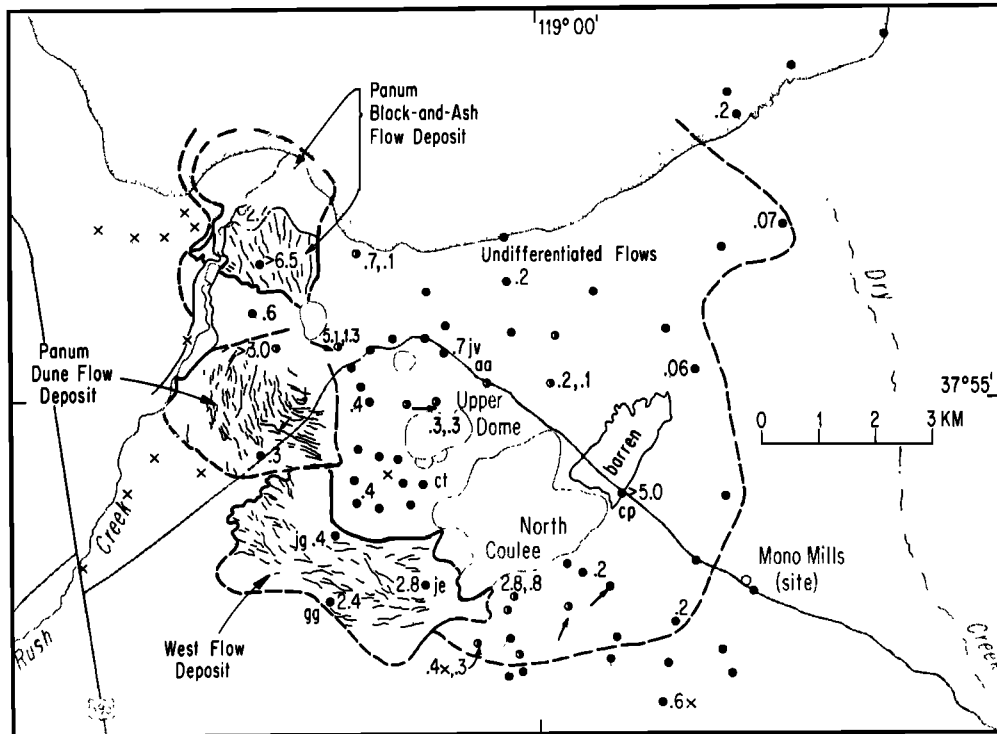 119° 00'
Panum
Block-and-Ash
Flow Deposit
.2
.2
.07
>6.5
.7,.1
Undifferentiated Flows
.2
Dry
.6
5.1,1.3
>3.0
.7jv
aa
.06
Panum
Dune Flow
Deposit
.2,.1
37°55'
.4
Upper
Dome
.3,.3
0 1 2 3 KM
barren
.3
.4
ct
>5.0
cp
North
Coulee
Creek
jg .4
Mono Mills
(site)
2.8
je
2.8,.8
.2
2.4
gg
.2
Rush
West Flow
Deposit
Creek
.4x,.3
.6x